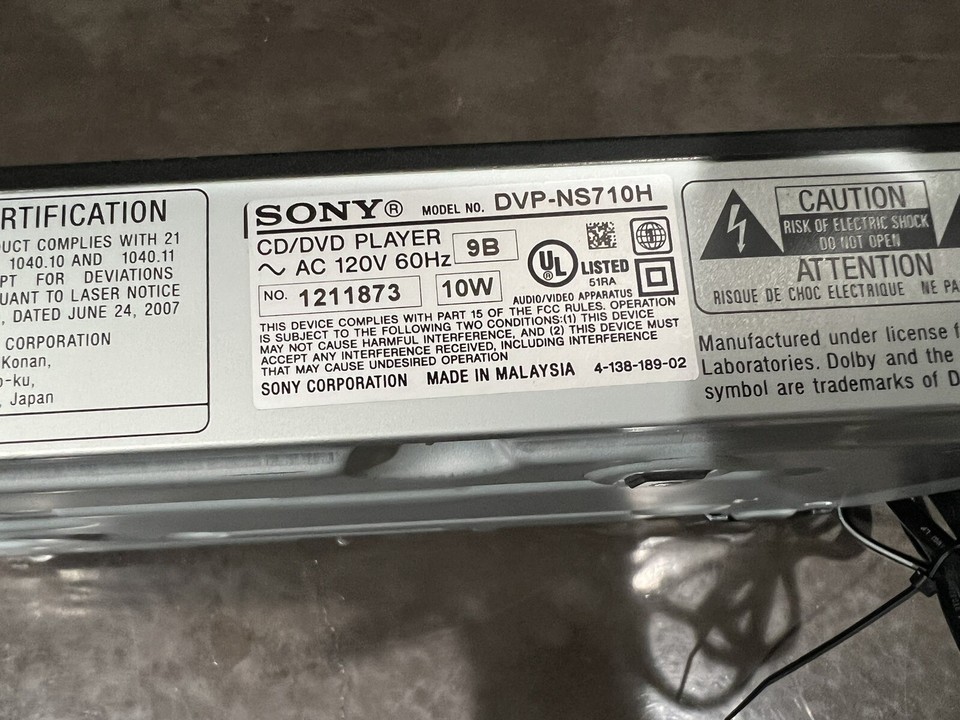 RTIFICATION
DUCT COMPLIES WITH 21
1040.10 AND 1040.11
PT FOR DEVIATIONS
UANT TO LASER NOTICE
, DATED JUNE 24, 2007
CORPORATION
Konan,
o-ku,
, Japan
SONY® MODEL NO. DVP-NS710H
CD/DVD PLAYER 9B
~ AC 120V 60Hz
UL LISTED
51RA
NO. 1211873 10W
AUDIO/VIDEO APPARATUS
THIS DEVICE COMPLIES WITH PART 15 OF THE FCC RULES. OPERATION
IS SUBJECT TO THE FOLLOWING TWO CONDITIONS:(1) THIS DEVICE
MAY NOT CAUSE HARMFUL INTERFERENCE, AND (2) THIS DEVICE MUST
ACCEPT ANY INTERFERENCE RECEIVED, INCLUDING INTERFERENCE
THAT MAY CAUSE UNDESIRED OPERATION
SONY CORPORATION MADE IN MALAYSIA 4-138-189-02
CAUTION
RISK OF ELECTRIC SHOCK
DO NOT OPEN
ATTENTION
RISQUE DE CHOC ELECTRIQUE NE PA
Manufactured under license f
Laboratories. Dolby and the
symbol are trademarks of D